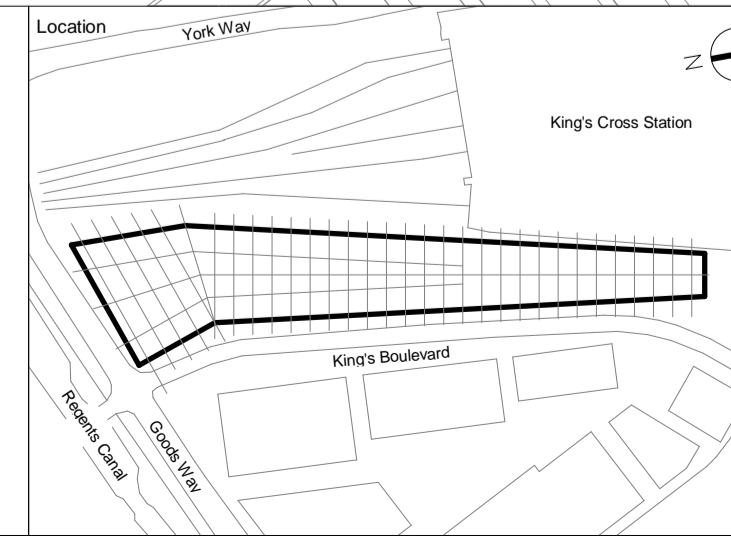 Location
York Way
N
King's Cross Station
King's Boulevard
Regents Canal
Goods Way